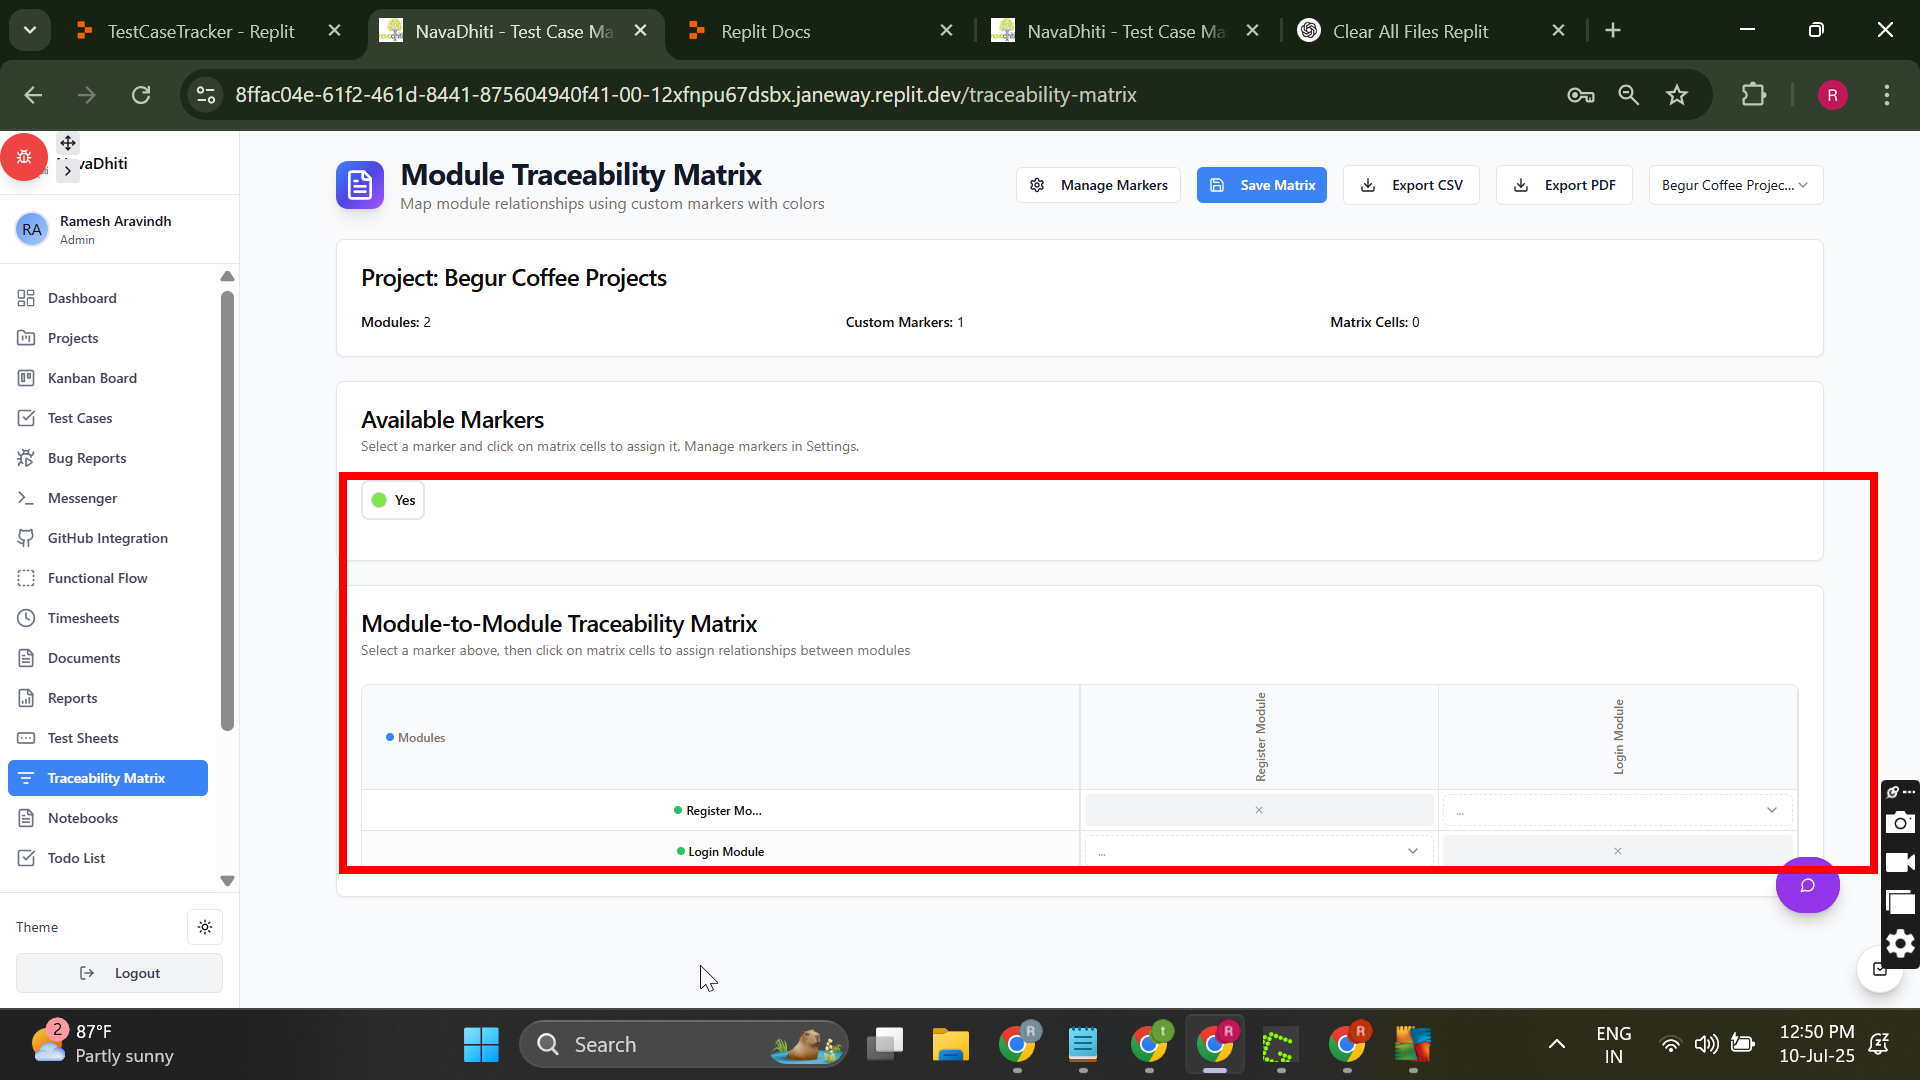 TestCaseTracker - Replit
NavaDhiti - Test Case Ma
Replit Docs
NavaDhiti - Test Case Ma
Clear All Files Replit
8ffac04e-61f2-461d-8441-875604940f41-00-12xfnpu67dsbx.janeway.replit.dev/traceability-matrix
R
vaDhiti
RA
Ramesh Aravindh
Admin
Dashboard
Projects
Kanban Board
Test Cases
Bug Reports
Messenger
GitHub Integration
Functional Flow
Timesheets
Documents
Reports
Test Sheets
Traceability Matrix
Notebooks
Todo List
Theme
Logout
Module Traceability Matrix
Map module relationships using custom markers with colors
Manage Markers
Save Matrix
Export CSV
Export PDF
Begur Coffee Projec...
Project: Begur Coffee Projects
Modules: 2
Custom Markers: 1
Matrix Cells: 0
Available Markers
Select a marker and click on matrix cells to assign it. Manage markers in Settings.
Yes
Module-to-Module Traceability Matrix
Select a marker above, then click on matrix cells to assign relationships between modules
Modules
Register Module
Login Module
Register Mo...
×
...
Login Module
...
×
2
87°F
Partly sunny
Search
R
t
R
R
ENG
IN
12:50 PM
10-Jul-25